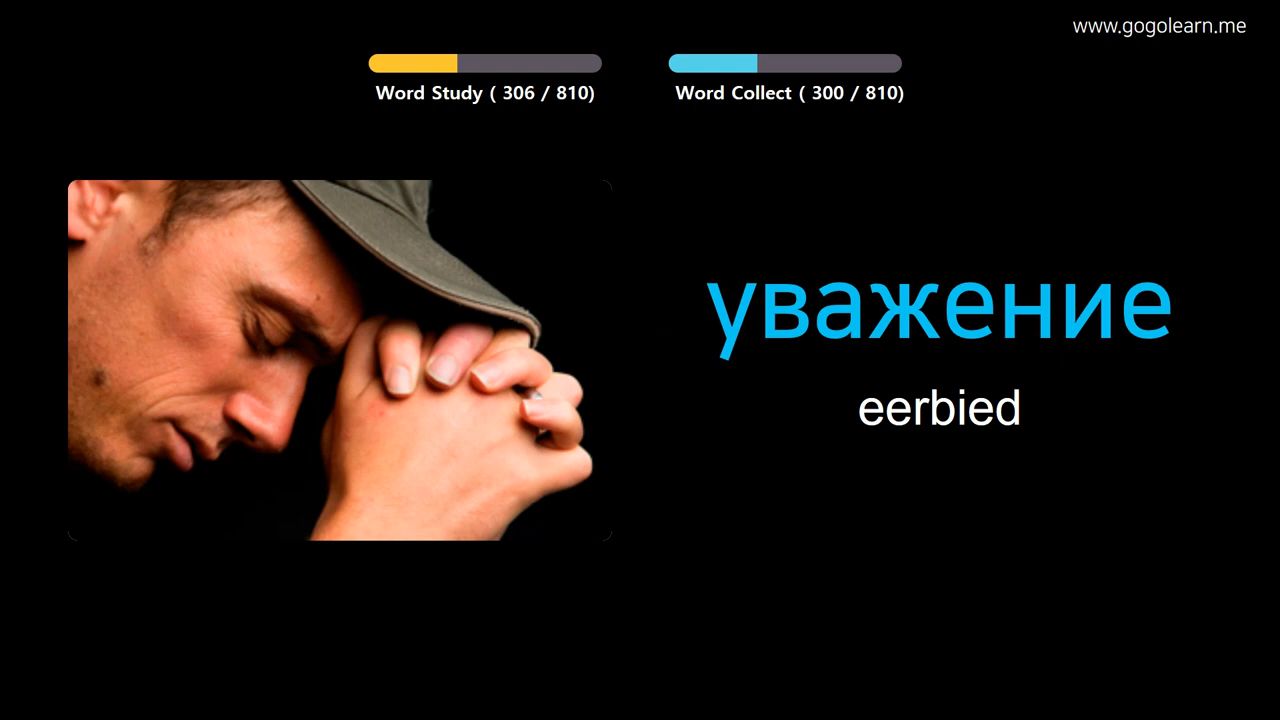 www.gogolearn.me
Word Study ( 306 / 810)
Word Collect ( 300 / 810)
уважение
eerbied